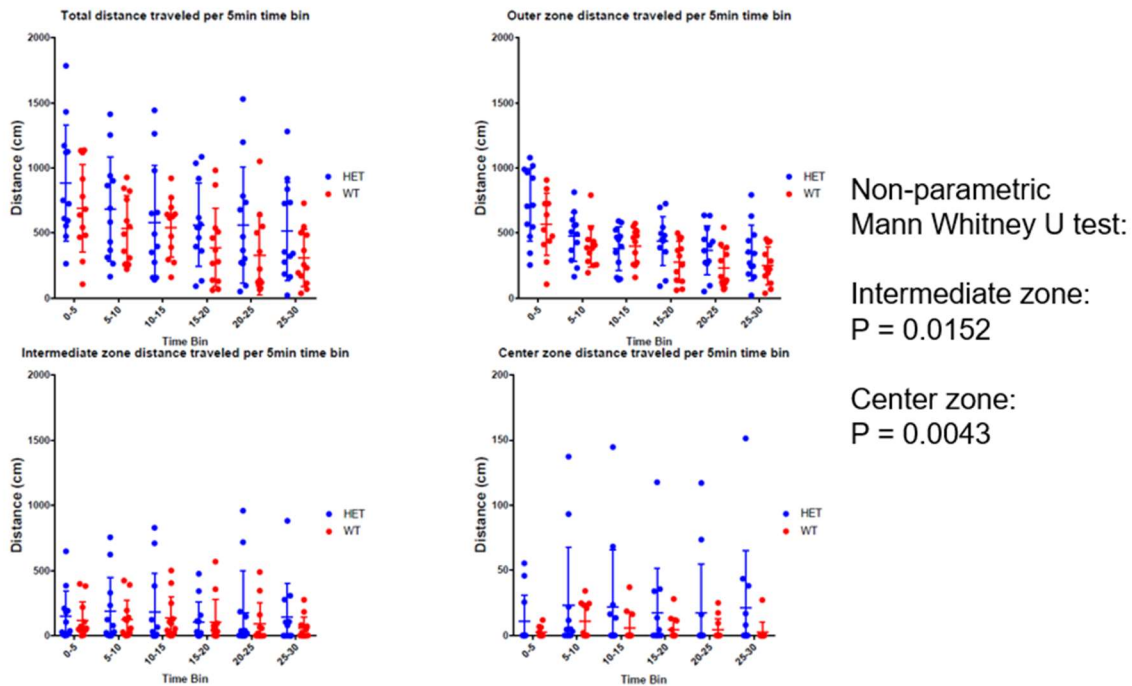 Total distance traveled per 5min time bin
Distance (cm)
2000
1500
1000
500
0
0-5
5-10
10-15
15-20
20-25
25-30
Time Bin
HET
WT
Outer zone distance traveled per 5min time bin
Distance (cm)
2000
1500
1000
500
0
0-5
5-10
10-15
15-20
20-25
25-30
Time Bin
HET
WT
Intermediate zone distance traveled per 5min time bin
Distance (cm)
2000
1500
1000
500
0
0-5
5-10
10-15
15-20
20-25
25-30
Time Bin
HET
WT
Center zone distance traveled per 5min time bin
Distance (cm)
200
150
100
50
0
0-5
5-10
10-15
15-20
20-25
25-30
Time Bin
HET
WT
Non-parametric
Mann Whitney U test:
Intermediate zone:
P = 0.0152
Center zone:
P = 0.0043